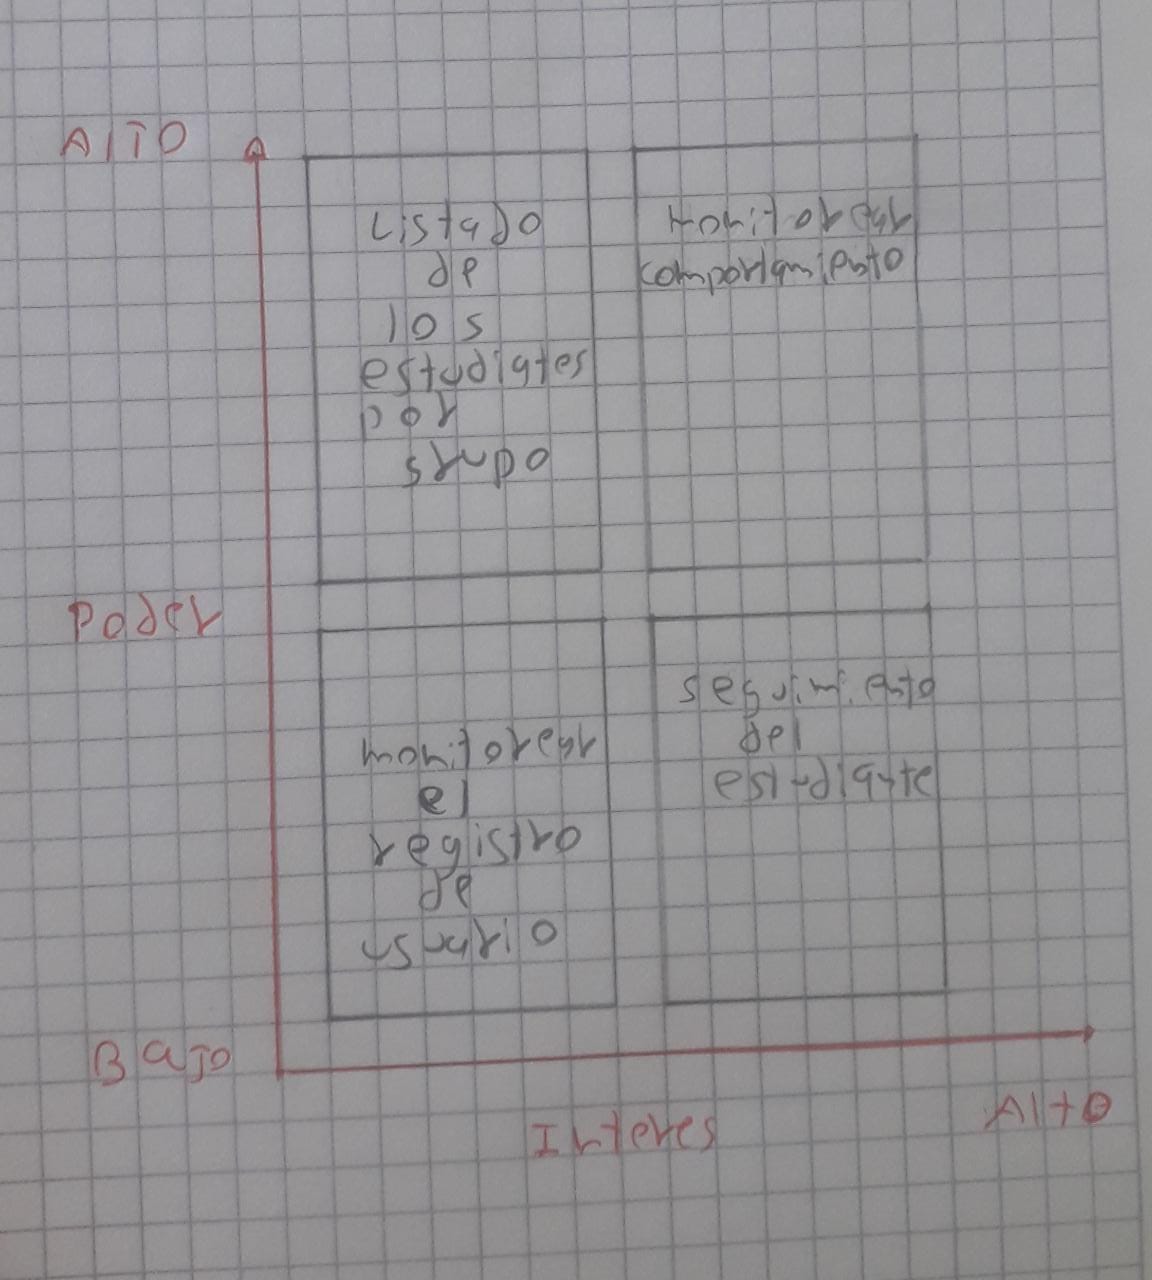 AlTO
Listado
de
los
estudiates
por
grupo
Monitorear
comportamiento
Poder
monitorear
el
registro
de
usuario
seguimiento
del
estudiante
BaJo
Interes
Alto